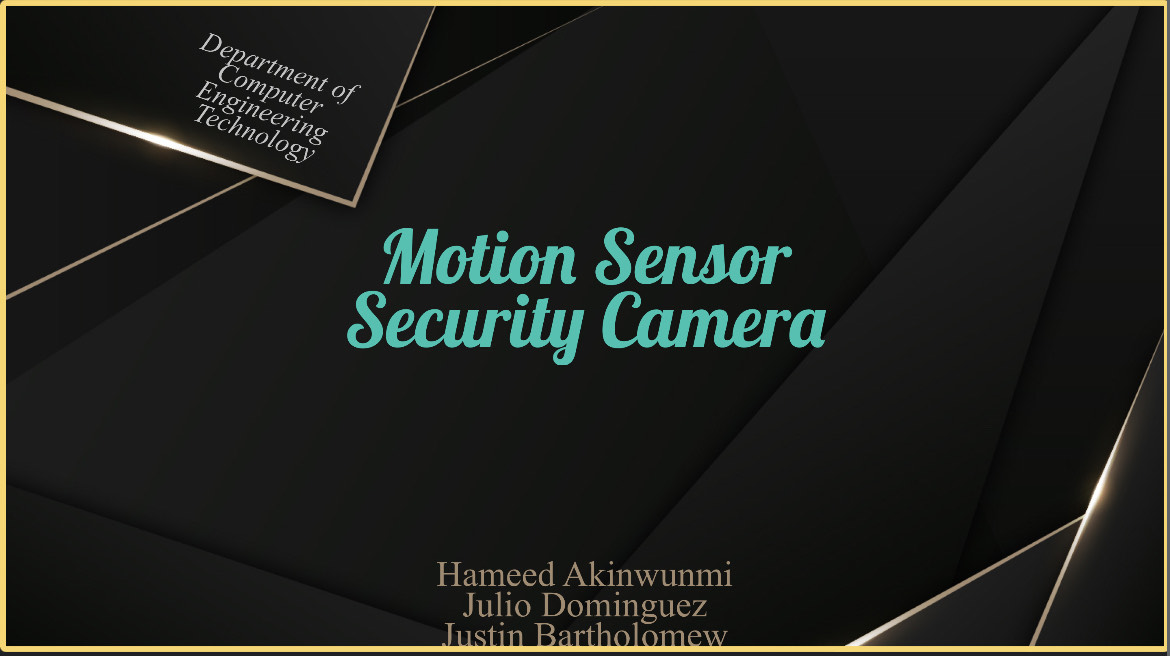 Department of
Computer
Engineering
Technology
Motion Sensor
Security Camera
Hameed Akinwunmi
Julio Dominguez
Justin Bartholomew